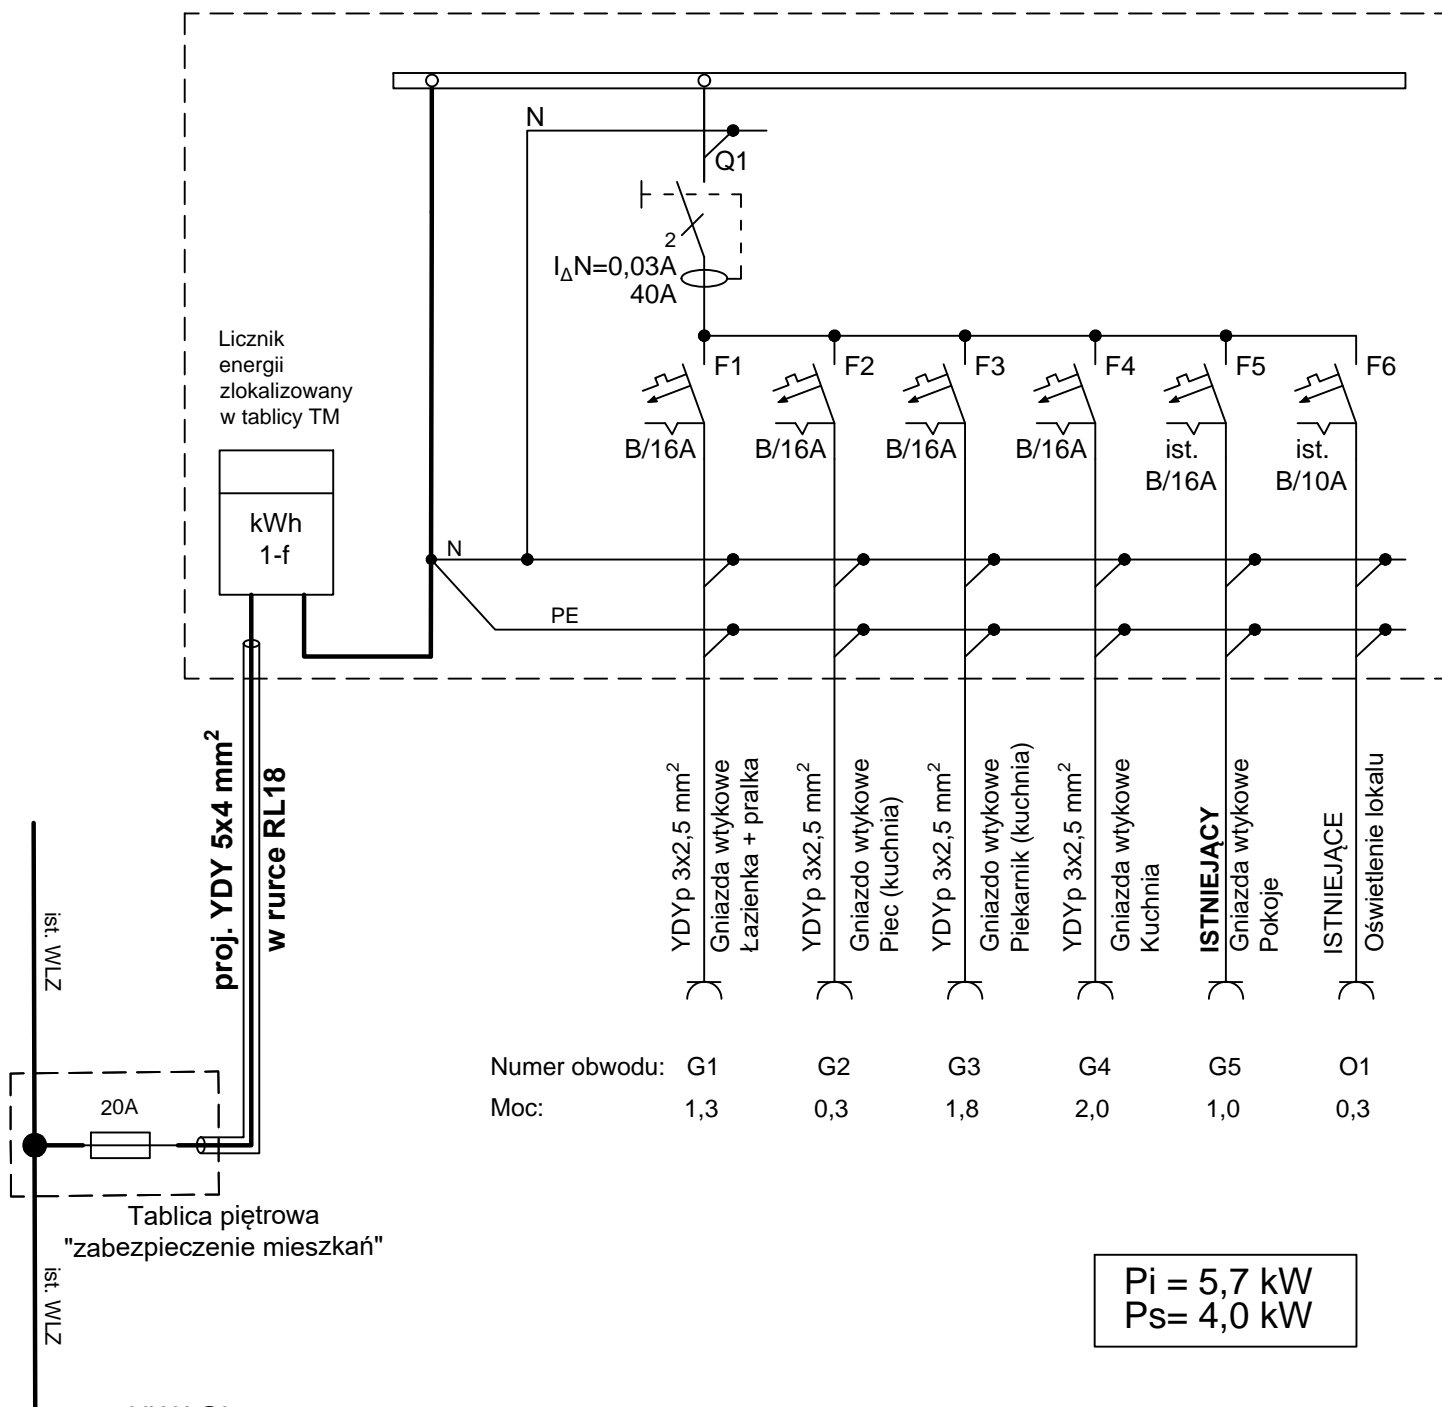 N
Q1
2
I∆N=0,03A
40A
Licznik
energii
zlokalizowany
w tablicy TM
F1
F2
F3
F4
F5
F6
B/16A
B/16A
B/16A
B/16A
ist.
B/16A
ist.
B/10A
kWh
1-f
N
PE
proj. YDY 5x4 mm²
w rurce RL18
YDYp 3x2,5 mm²
Gniazda wtykowe
Łazienka + pralka
YDYp 3x2,5 mm²
Gniazdo wtykowe
Piec (kuchnia)
YDYp 3x2,5 mm²
Gniazdo wtykowe
Piekarnik (kuchnia)
YDYp 3x2,5 mm²
Gniazda wtykowe
Kuchnia
ISTNIEJĄCY
Gniazda wtykowe
Pokoje
ISTNIEJĄCE
Oświetlenie lokalu
ist. WLZ
Numer obwodu: G1 G2 G3 G4 G5 O1
Moc: 1,3 0,3 1,8 2,0 1,0 0,3
20A
Tablica piętrowa
"zabezpieczenie mieszkań"
ist. WLZ
Pi = 5,7 kW
Ps= 4,0 kW